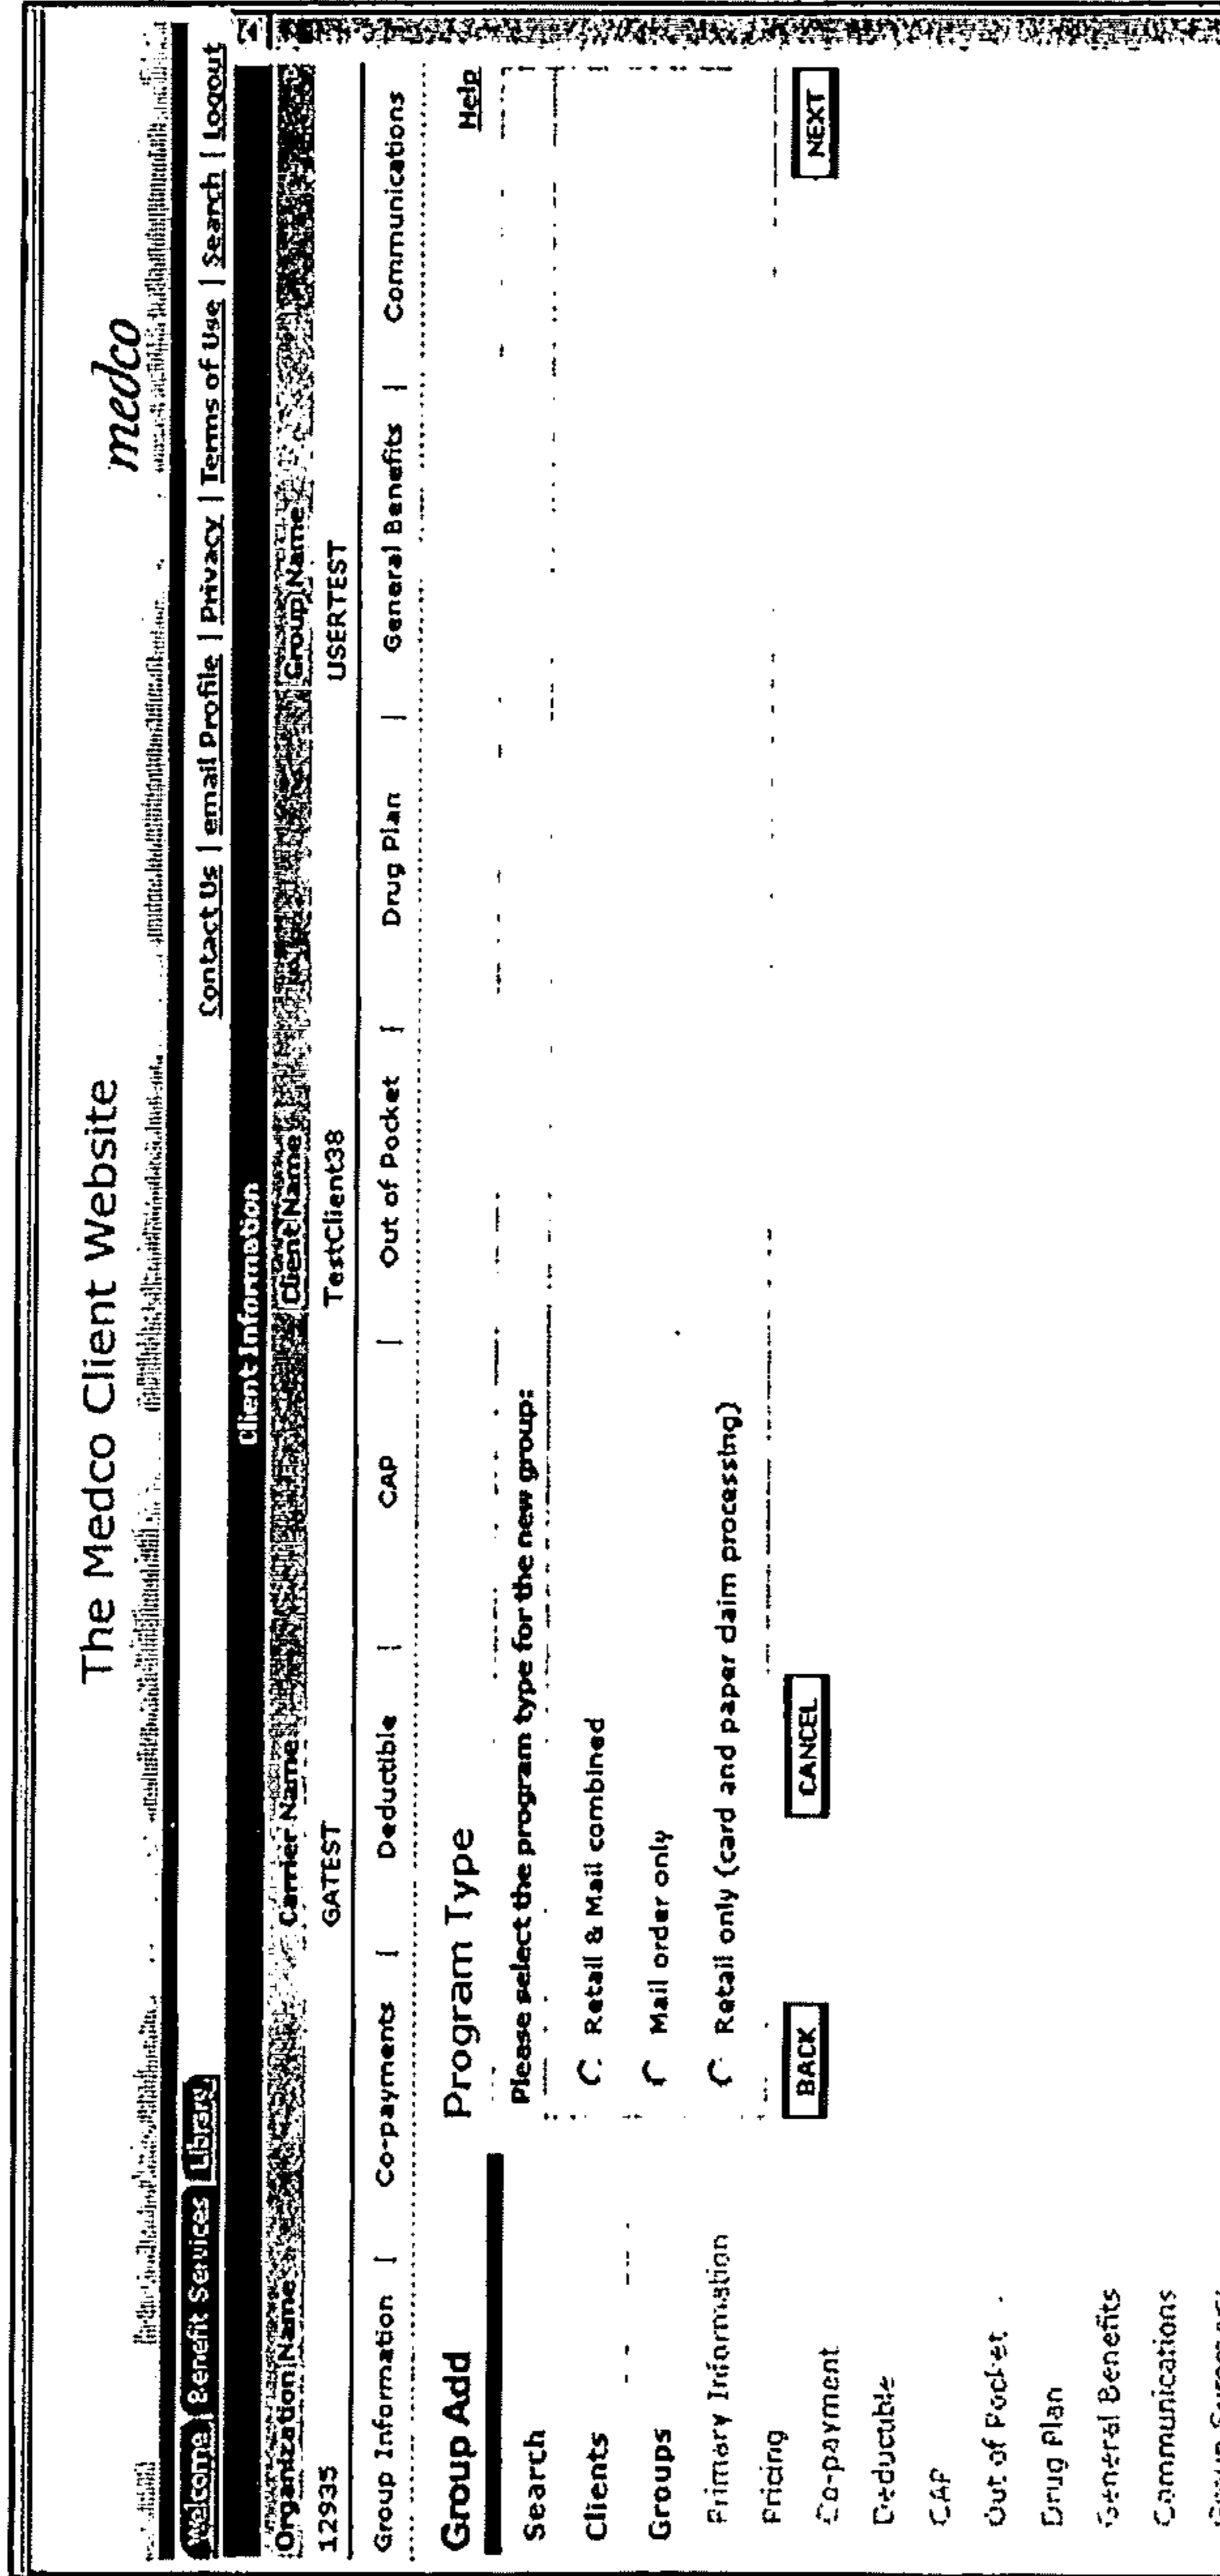 The Medco Client Website
medco
Welcome Benefit Services Library
Contact Us | email Profile | Privacy | Terms of Use | Search | Logout
Client Information
Organization Name Carrier Name Client Name Group Name
12935 GATEST TestClient38 USERTEST
Group Information | Co-payments | Deductible | CAP | Out of Pocket | Drug Plan | General Benefits | Communications
Group Add
Program Type
Help
Search
Please select the program type for the new group:
Clients
Retail & Mail combined
Groups
Mail order only
Primary Information
Retail only (card and paper claim processing)
Pricing
BACK CANCEL NEXT
Co-payment
Deductible
CAP
Out of Pocket
Drug Plan
General Benefits
Communications